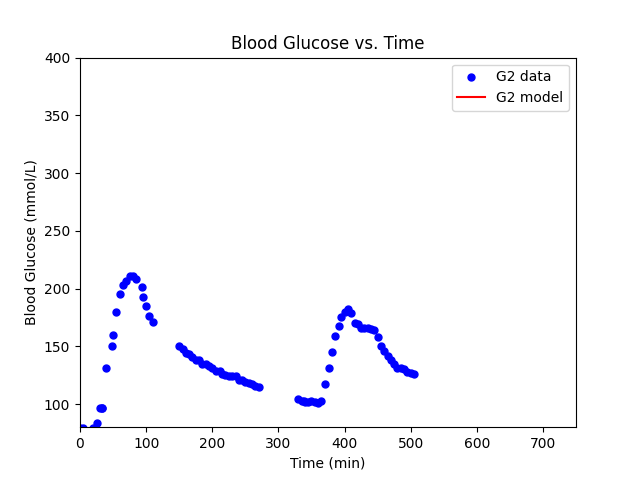 Blood Glucose vs. Time
G2 data
G2 model
400
350
300
250
200
150
100
Blood Glucose (mmol/L)
0 100 200 300 400 500 600 700
Time (min)